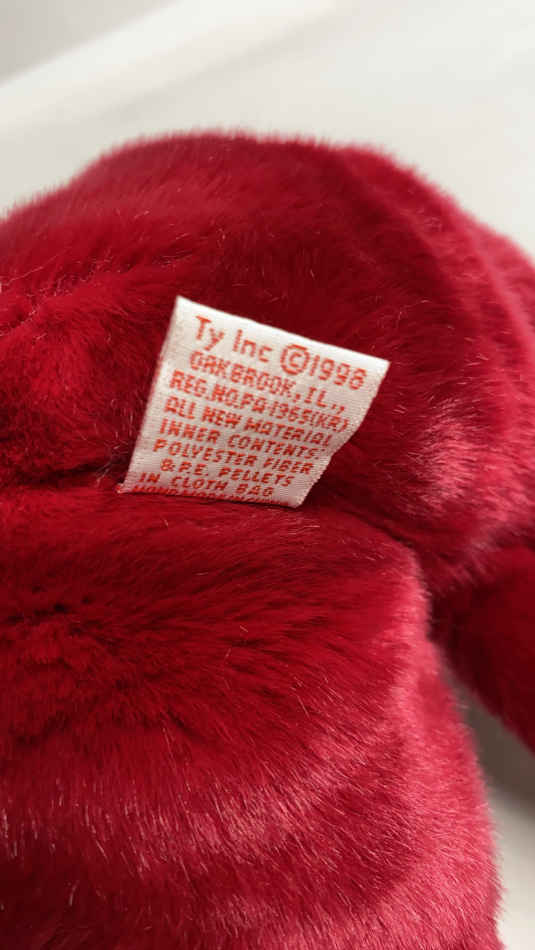 Ty Inc ©1998
OAKBROOK, IL.,
REG.NO.PA·1965(KR)
ALL NEW MATERIAL
INNER CONTENTS:
POLYESTER FIBER
& P.E. PELLETS
IN CLOTH BAG